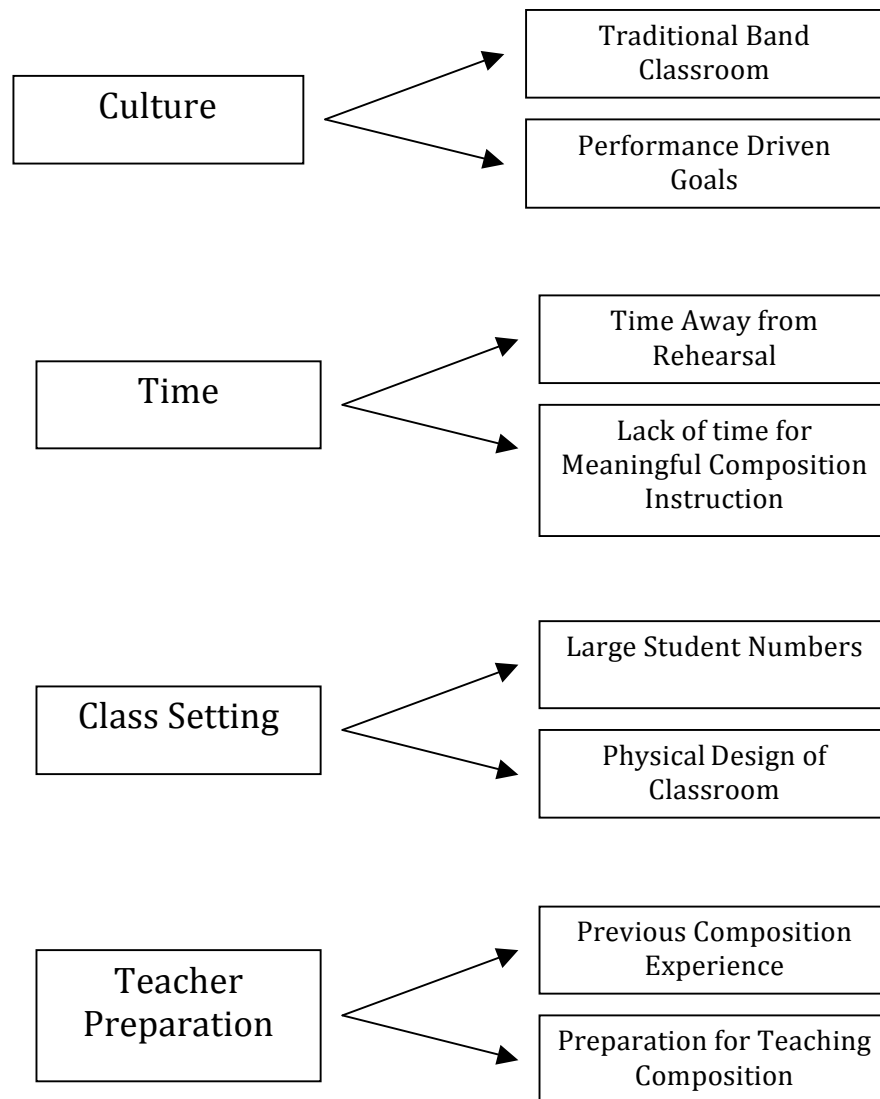 Culture
Traditional Band
Classroom
Performance Driven
Goals
Time
Time Away from
Rehearsal
Lack of time for
Meaningful Composition
Instruction
Class Setting
Large Student Numbers
Physical Design of
Classroom
Teacher
Preparation
Previous Composition
Experience
Preparation for Teaching
Composition